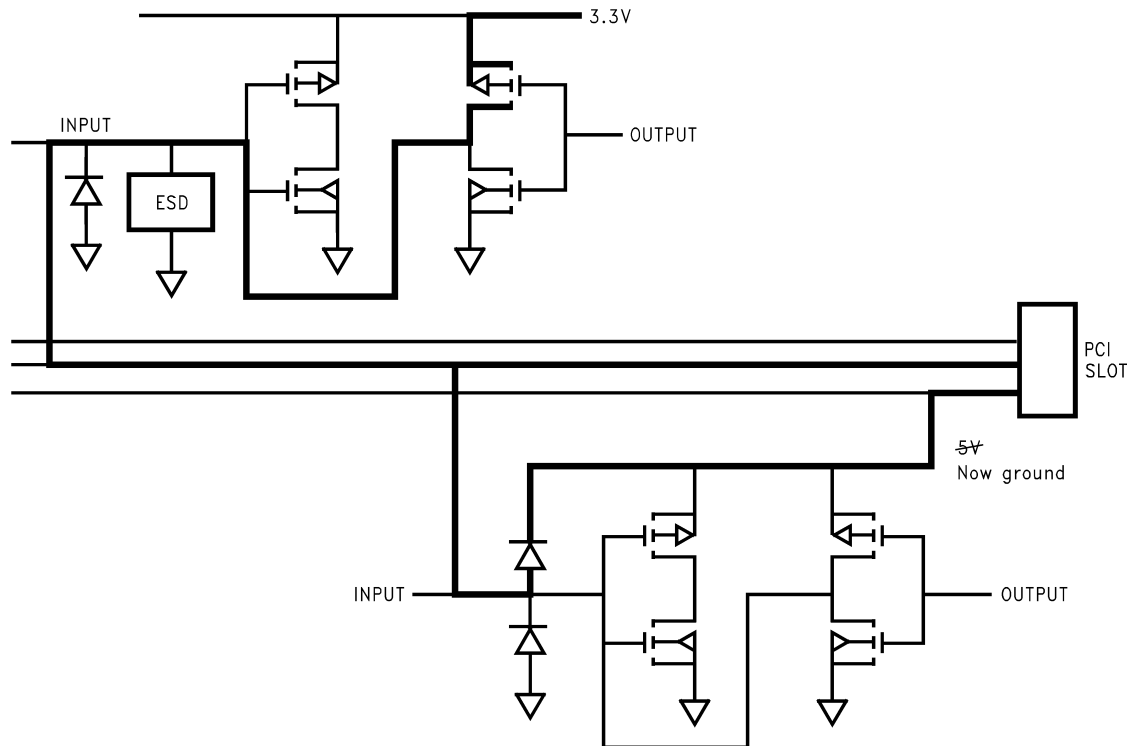 3.3V
INPUT
OUTPUT
ESD
PCI
SLOT
5V
Now ground
INPUT
OUTPUT